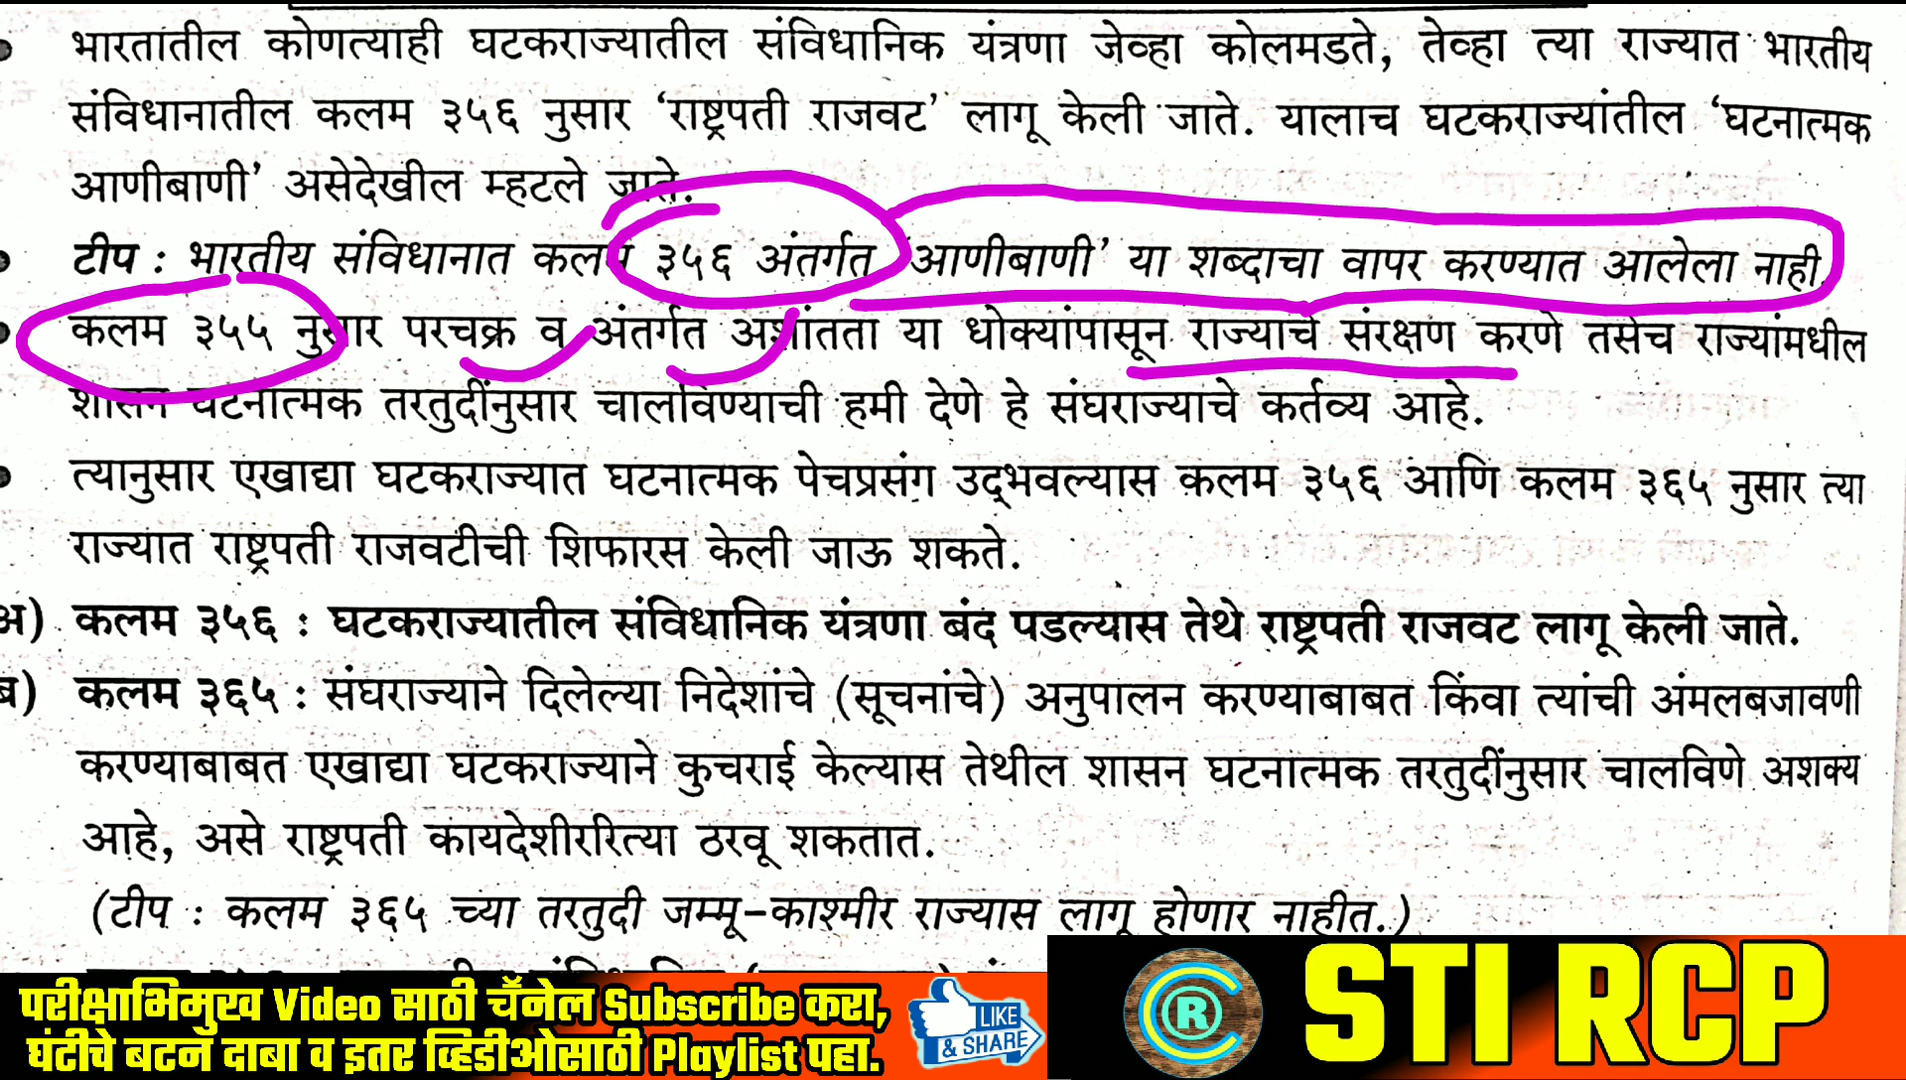 भारतातील कोणत्याही घटकराज्यातील संविधानिक यंत्रणा जेव्हा कोलमडते, तेव्हा त्या राज्यात भारतीय
संविधानातील कलम ३५६ नुसार ‘राष्ट्रपती राजवट’ लागू केली जाते. यालाच घटकराज्यांतील ‘घटनात्मक
आणीबाणी’ असेदेखील म्हटले जाते.
टीप : भारतीय संविधानात कलम ३५६ अंतर्गत ‘आणीबाणी’ या शब्दाचा वापर करण्यात आलेला नाही.
कलम ३५५ नुसार परचक्र व अंतर्गत अशांतता या धोक्यांपासून राज्याचे संरक्षण करणे तसेच राज्यांमधील
शासन घटनात्मक तरतुदींनुसार चालविण्याची हमी देणे हे संघराज्याचे कर्तव्य आहे.
त्यानुसार एखाद्या घटकराज्यात घटनात्मक पेचप्रसंग उद्‌भवल्यास कलम ३५६ आणि कलम ३६५ नुसार त्या
राज्यात राष्ट्रपती राजवटीची शिफारस केली जाऊ शकते.
अ) कलम ३५६ : घटकराज्यातील संविधानिक यंत्रणा बंद पडल्यास तेथे राष्ट्रपती राजवट लागू केली जाते.
ब) कलम ३६५ : संघराज्याने दिलेल्या निदेशांचे (सूचनांचे) अनुपालन करण्याबाबत किंवा त्यांची अंमलबजावणी
करण्याबाबत एखाद्या घटकराज्याने कुचराई केल्यास तेथील शासन घटनात्मक तरतुदींनुसार चालविणे अशक्य
आहे, असे राष्ट्रपती कायदेशीररित्या ठरवू शकतात.
(टीप : कलम ३६५ च्या तरतुदी जम्मू-काश्मीर राज्यास लागू होणार नाहीत.)
परीक्षाभिमुख Video साठी चॅनेल Subscribe करा,
घंटीचे बटन दाबा व इतर व्हिडीओसाठी Playlist पहा.
LIKE
& SHARE
R
STI RCP